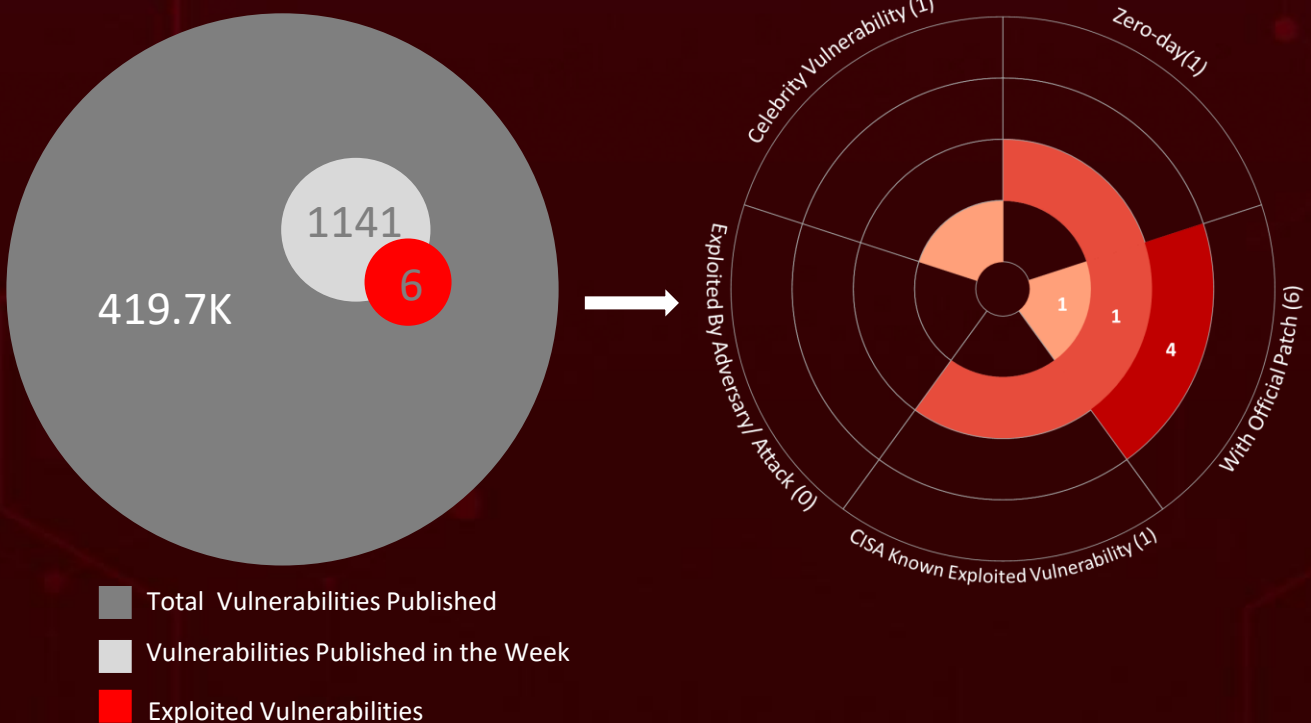 1141
6
419.7K
Total  Vulnerabilities Published
Vulnerabilities Published in the Week
Exploited Vulnerabilities
Celebrity Vulnerability (1)
Zero-day(1)
With Official Patch (6)
CISA Known Exploited Vulnerability (1)
Exploited By Adversary/ Attack (0)
1
1
4